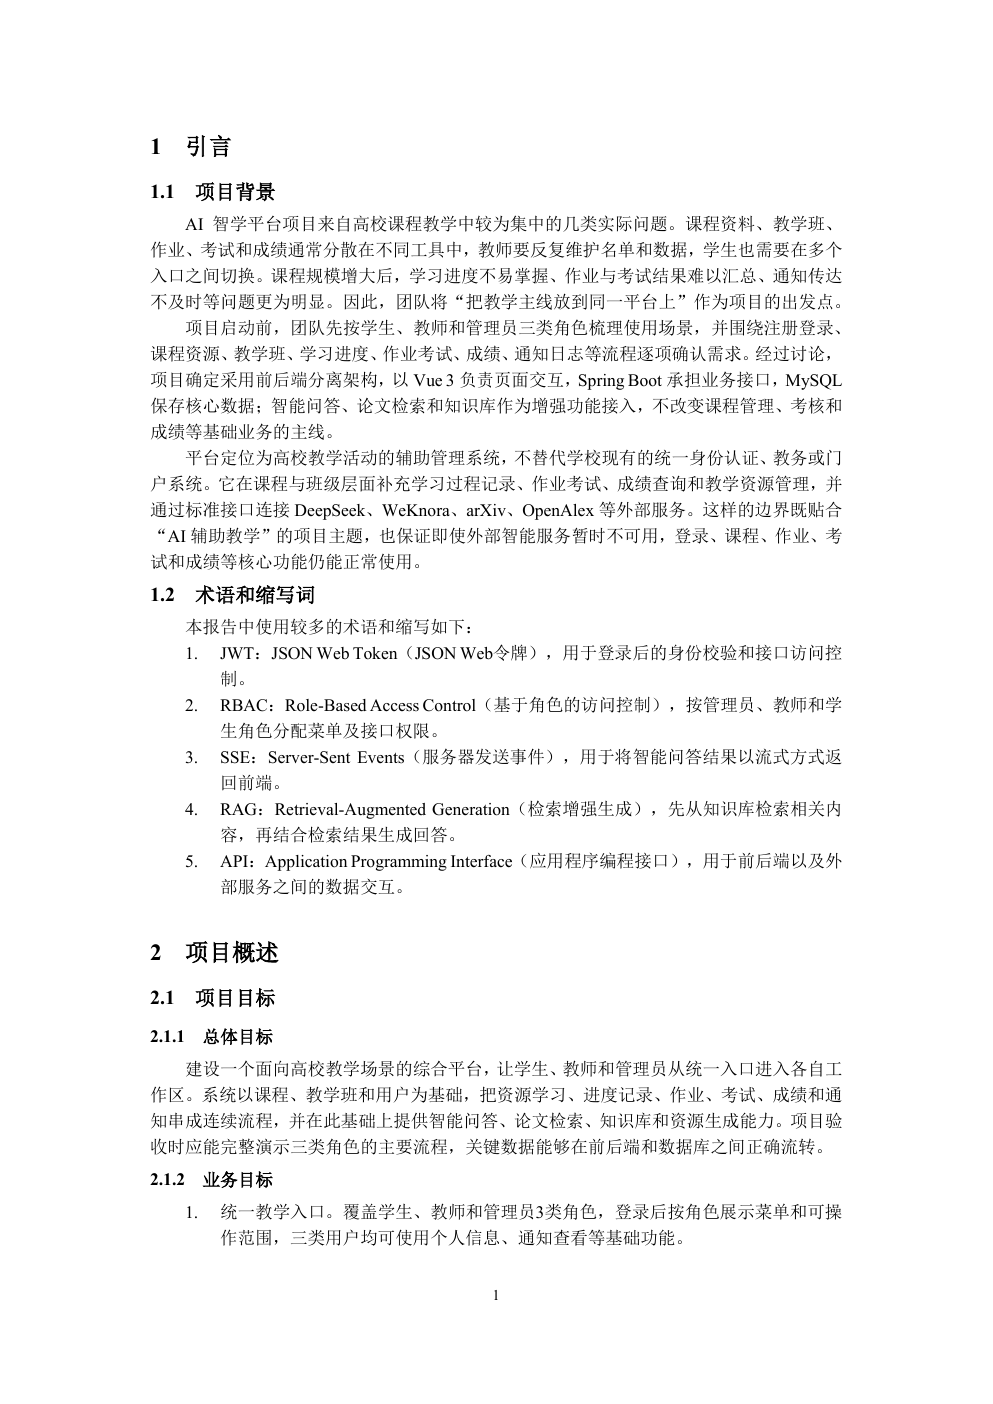 1 引言
1.1 项目背景
AI 智学平台项目来自高校课程教学中较为集中的几类实际问题。课程资料、教学班、
作业、考试和成绩通常分散在不同工具中，教师要反复维护名单和数据，学生也需要在多个
入口之间切换。课程规模增大后，学习进度不易掌握、作业与考试结果难以汇总、通知传达
不及时等问题更为明显。因此，团队将“把教学主线放到同一平台上”作为项目的出发点。
项目启动前，团队先按学生、教师和管理员三类角色梳理使用场景，并围绕注册登录、
课程资源、教学班、学习进度、作业考试、成绩、通知日志等流程逐项确认需求。经过讨论，
项目确定采用前后端分离架构，以 Vue 3 负责页面交互，Spring Boot 承担业务接口，MySQL
保存核心数据；智能问答、论文检索和知识库作为增强功能接入，不改变课程管理、考核和
成绩等基础业务的主线。
平台定位为高校教学活动的辅助管理系统，不替代学校现有的统一身份认证、教务或门
户系统。它在课程与班级层面补充学习过程记录、作业考试、成绩查询和教学资源管理，并
通过标准接口连接 DeepSeek、WeKnora、arXiv、OpenAlex 等外部服务。这样的边界既贴合
“AI 辅助教学”的项目主题，也保证即使外部智能服务暂时不可用，登录、课程、作业、考
试和成绩等核心功能仍能正常使用。
1.2 术语和缩写词
本报告中使用较多的术语和缩写如下：
1. JWT：JSON Web Token（JSON Web令牌），用于登录后的身份校验和接口访问控
制。
2. RBAC：Role-Based Access Control（基于角色的访问控制），按管理员、教师和学
生角色分配菜单及接口权限。
3. SSE：Server-Sent Events（服务器发送事件），用于将智能问答结果以流式方式返
回前端。
4. RAG：Retrieval-Augmented Generation（检索增强生成），先从知识库检索相关内
容，再结合检索结果生成回答。
5. API：Application Programming Interface（应用程序编程接口），用于前后端以及外
部服务之间的数据交互。
2 项目概述
2.1 项目目标
2.1.1 总体目标
建设一个面向高校教学场景的综合平台，让学生、教师和管理员从统一入口进入各自工
作区。系统以课程、教学班和用户为基础，把资源学习、进度记录、作业、考试、成绩和通
知串成连续流程，并在此基础上提供智能问答、论文检索、知识库和资源生成能力。项目验
收时应能完整演示三类角色的主要流程，关键数据能够在前后端和数据库之间正确流转。
2.1.2 业务目标
1. 统一教学入口。覆盖学生、教师和管理员3类角色，登录后按角色展示菜单和可操
作范围，三类用户均可使用个人信息、通知查看等基础功能。
1